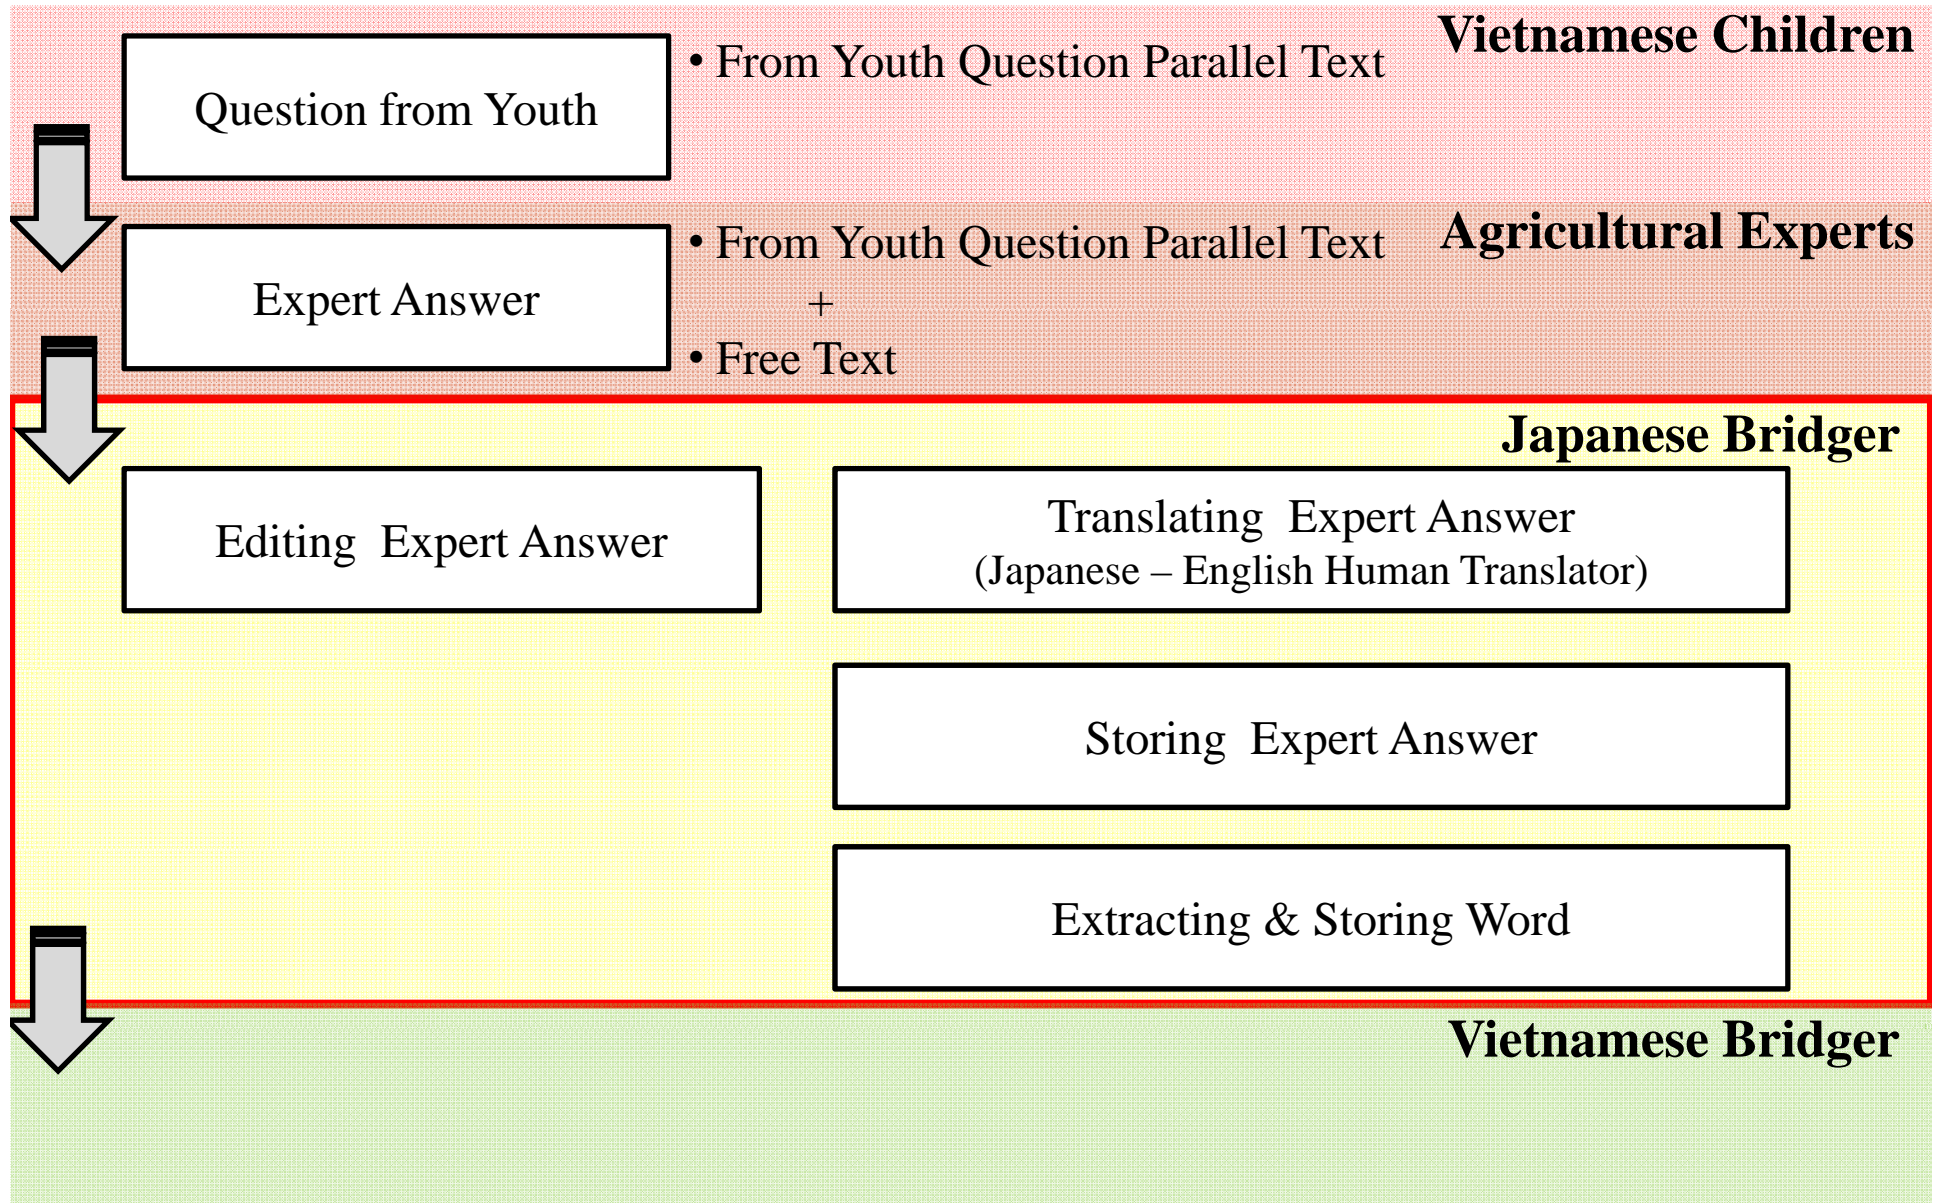 Vietnamese Children
Question from Youth
• From Youth Question Parallel Text
Agricultural Experts
Expert Answer
• From Youth Question Parallel Text
+
• Free Text
Japanese Bridger
Editing Expert Answer
Translating Expert Answer
(Japanese – English Human Translator)
Storing Expert Answer
Extracting & Storing Word
Vietnamese Bridger